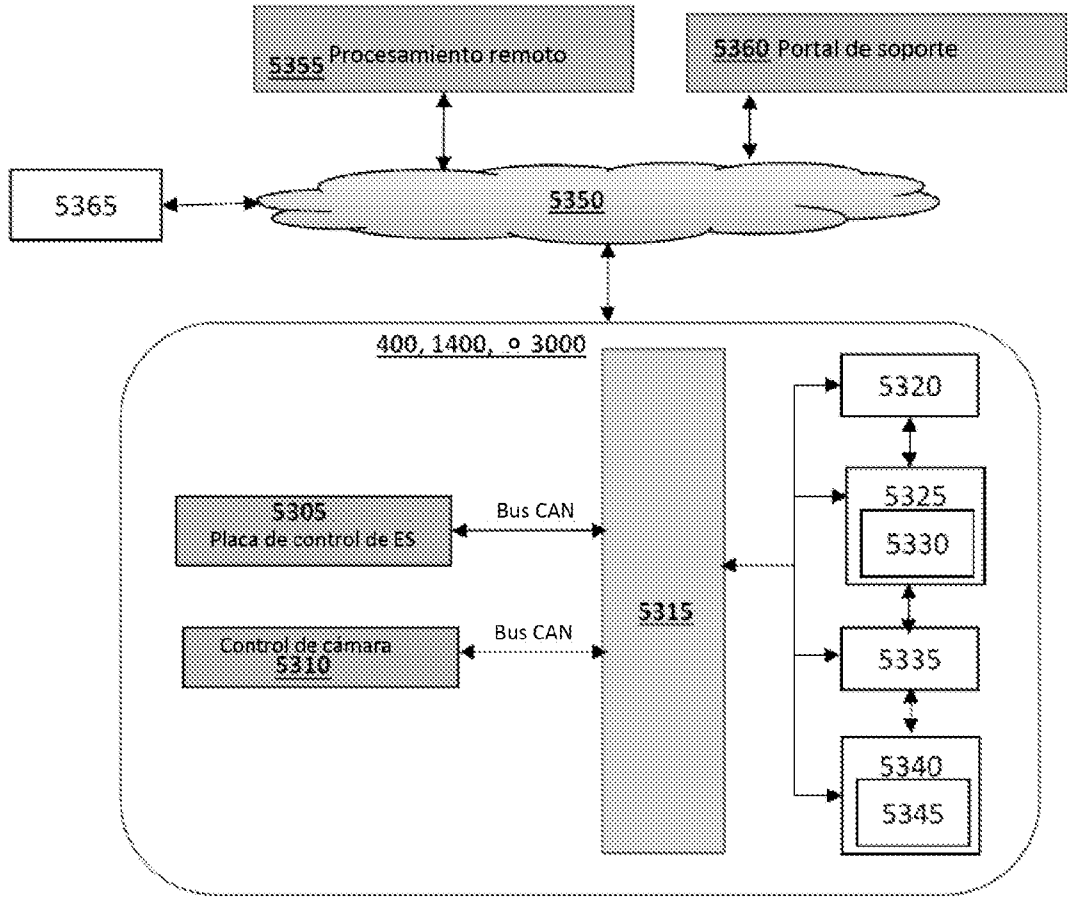 5355 Procesamiento remoto
5360 Portal de soporte
5365
5350
400, 1400, o 3000
5320
5325
5330
5305
Placa de control de ES
Bus CAN
5315
Control de cámara
5310
Bus CAN
5335
5340
5345